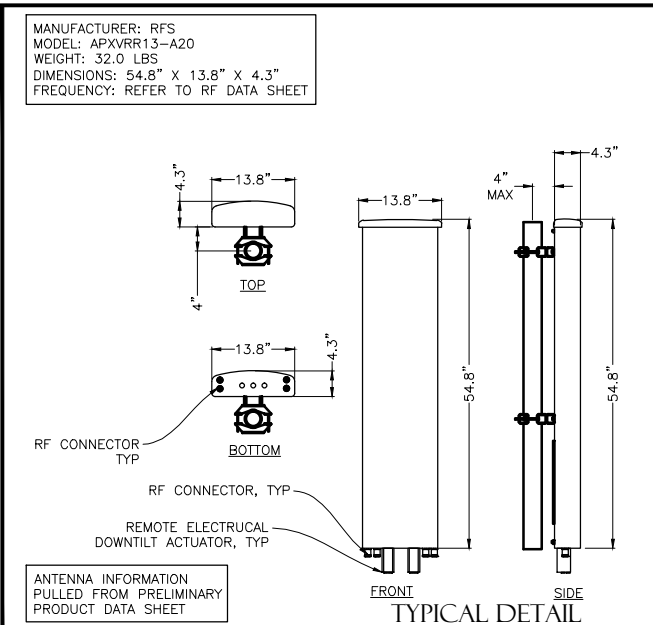 MANUFACTURER: RFS
MODEL: APXVRR13-A20
WEIGHT: 32.0 LBS
DIMENSIONS: 54.8" X 13.8" X 4.3"
FREQUENCY: REFER TO RF DATA SHEET
4.3"
13.8"
4"
TOP
13.8"
4.3"
RF CONNECTOR
TYP
BOTTOM
13.8"
54.8"
RF CONNECTOR, TYP
REMOTE ELECTRUCAL
DOWNTILT ACTUATOR, TYP
FRONT
4"
MAX
4.3"
54.8"
SIDE
ANTENNA INFORMATION
PULLED FROM PRELIMINARY
PRODUCT DATA SHEET
TYPICAL DETAIL